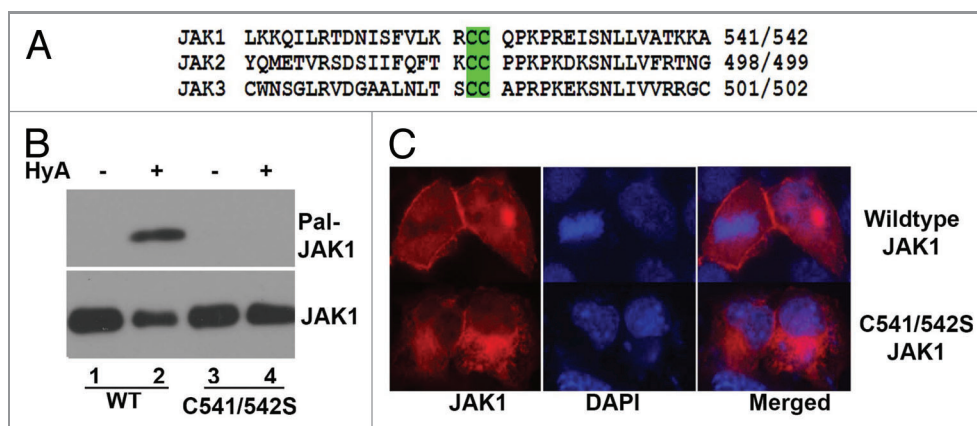 A
JAK1 LKKQILRTDNISFVLK RCC QPKPREISNLLVATKKA 541/542
JAK2 YQMETVRSDSIIFQFT KCC PPKPKDKSNLLVFRTNG 498/499
JAK3 CWNSGLRVDGAALNLT SCC APRPKEKSNLIVVRRGC 501/502
B
HyA - + - +
Pal-
JAK1
JAK1
1 2 3 4
WT C541/542S
C
Wildtype
JAK1
C541/542S
JAK1
JAK1 DAPI Merged